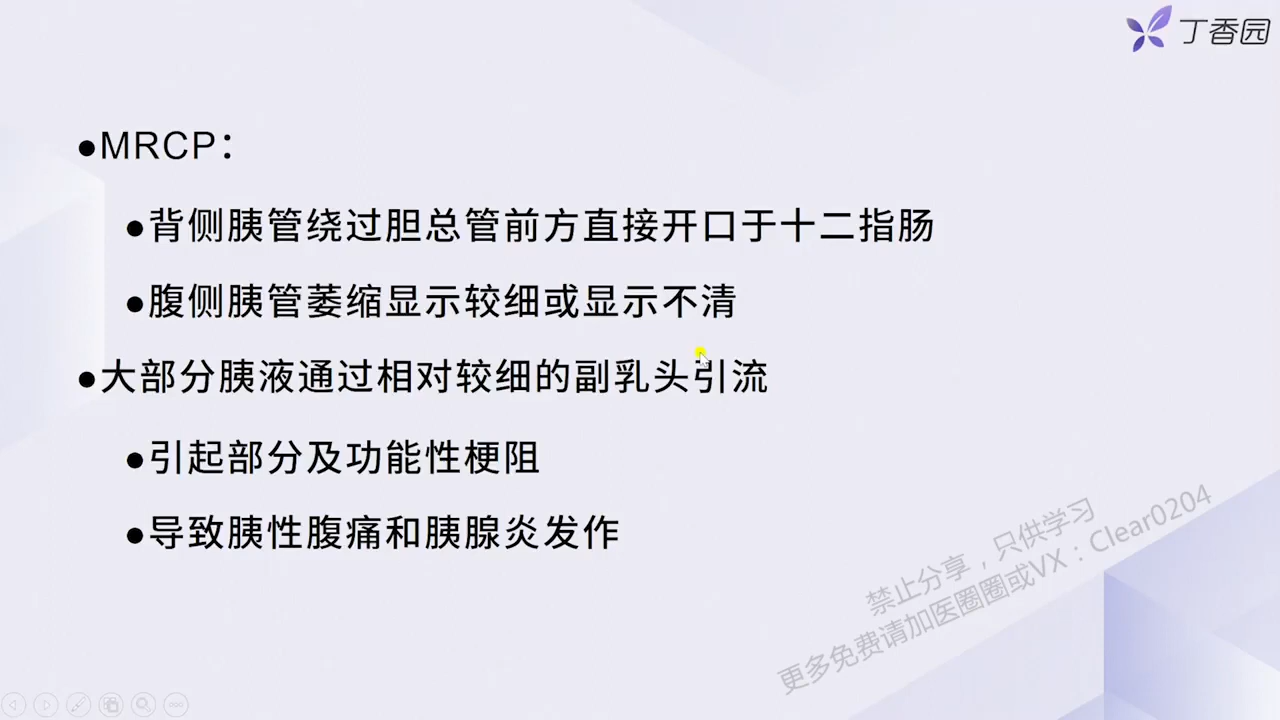 丁香园
●MRCP：
●背侧胰管绕过胆总管前方直接开口于十二指肠
●腹侧胰管萎缩显示较细或显示不清
●大部分胰液通过相对较细的副乳头引流
●引起部分及功能性梗阻
●导致胰性腹痛和胰腺炎发作
禁止分享，只供学习
更多免费请加医圈圈或VX：Clear0204